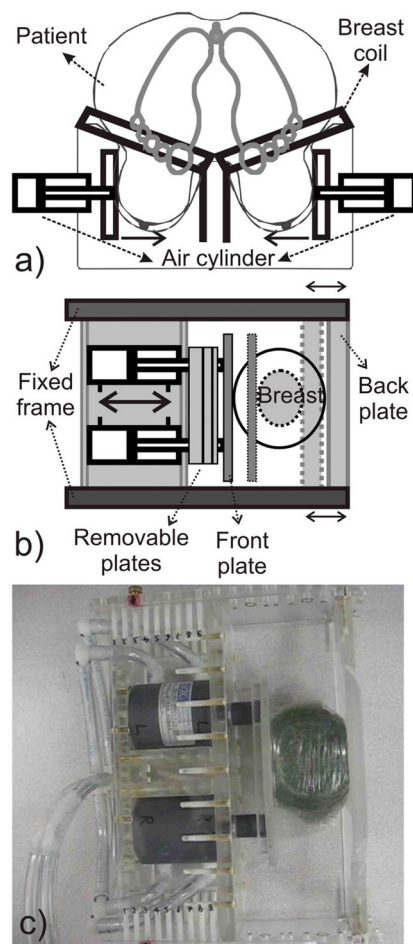 Patient
Breast
coil
Air cylinder
a)
Fixed
frame
Breast
Back
plate
Removable
plates
Front
plate
b)
L
L
R
c)